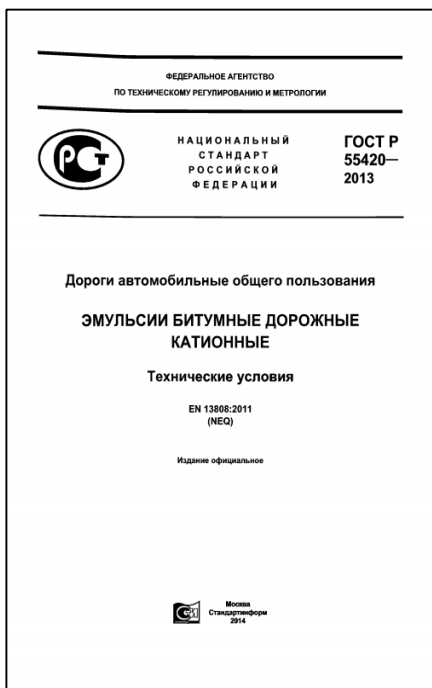 ФЕДЕРАЛЬНОЕ АГЕНТСТВО
ПО ТЕХНИЧЕСКОМУ РЕГУЛИРОВАНИЮ И МЕТРОЛОГИИ
НАЦИОНАЛЬНЫЙ
СТАНДАРТ
РОССИЙСКОЙ
ФЕДЕРАЦИИ
ГОСТ Р
55420—
2013
Дороги автомобильные общего пользования
ЭМУЛЬСИИ БИТУМНЫЕ ДОРОЖНЫЕ
КАТИОННЫЕ
Технические условия
EN 13808:2011
(NEQ)
Издание официальное
Москва
Стандартинформ
2014